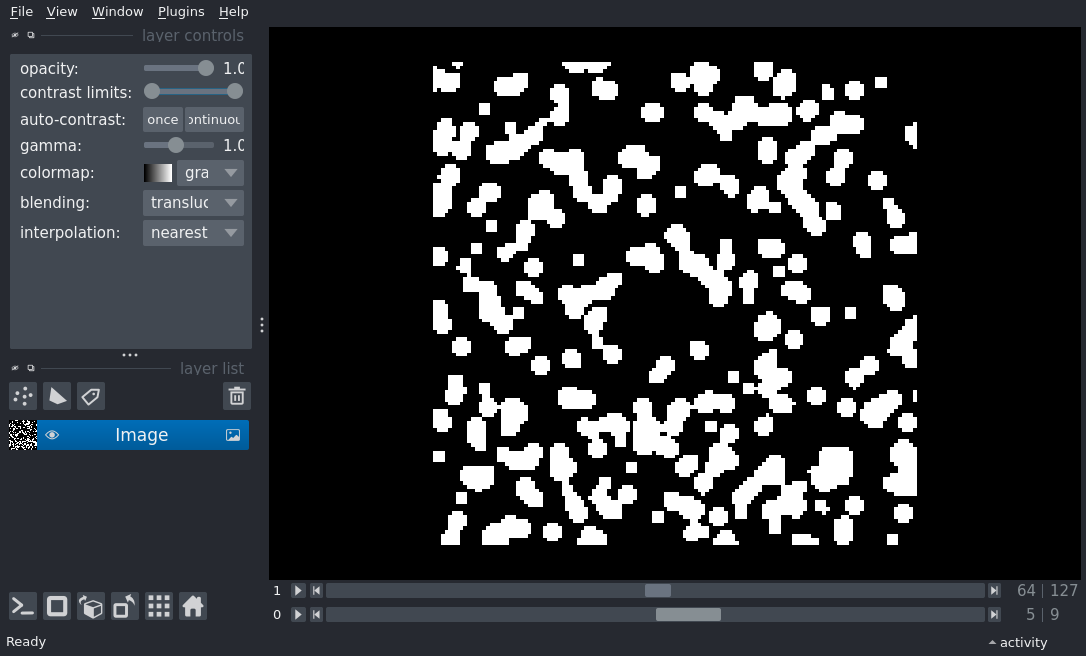 File View Window Plugins Help
layer controls
opacity: 1.0
contrast limits:
auto-contrast: once ontinuou
gamma: 1.0
colormap: gra
blending: transluc
interpolation: nearest
layer list
Image
1 64 | 127
0 5 | 9
Ready activity